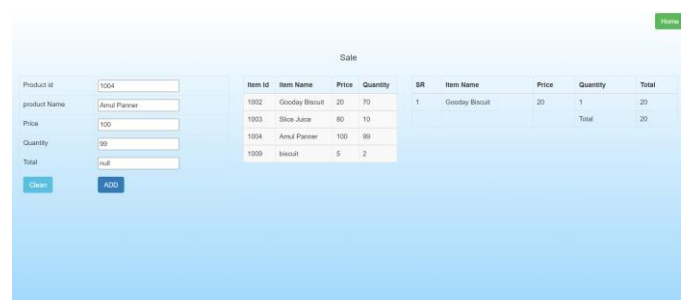 Home
Sale
Product id 1004
product Name Amul Panner
Price 100
Quantity 99
Total null
Clean ADD
Item Id Item Name Price Quantity
1002 Gooday Biscuit 20 70
1003 Slice Juice 80 10
1004 Amul Panner 100 99
1009 biscuit 5 2
SR Item Name Price Quantity Total
1 Gooday Biscuit 20 1 20
Total 20